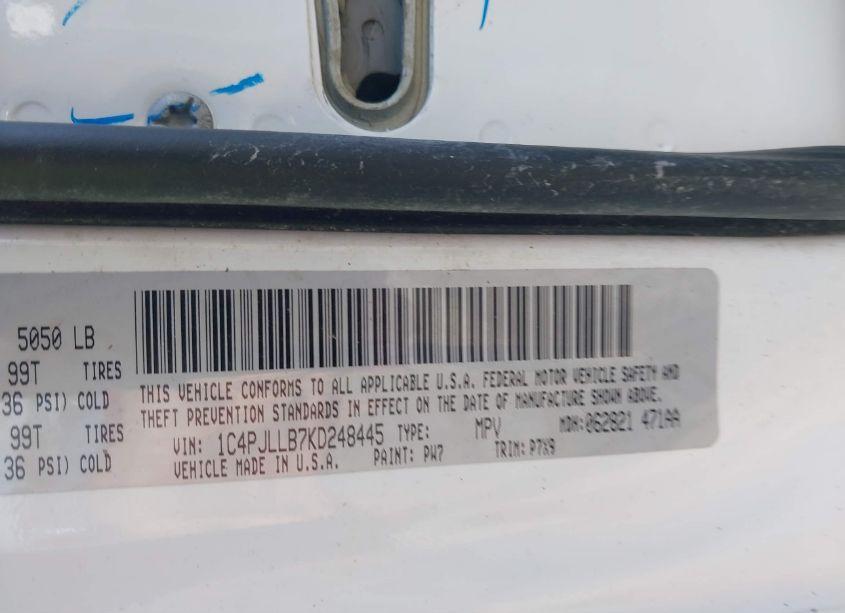 5050 LB
99T TIRES
36 PSI) COLD
99T TIRES
36 PSI) COLD
THIS VEHICLE CONFORMS TO ALL APPLICABLE U.S.A. FEDERAL MOTOR VEHICLE SAFETY AND
THEFT PREVENTION STANDARDS IN EFFECT ON THE DATE OF MANUFACTURE SHOWN ABOVE.
VIN: 1C4PJLLB7KD248445 TYPE: MPV MDH:062821 471AA
VEHICLE MADE IN U.S.A. PAINT: PW7 TRIM: P7X9